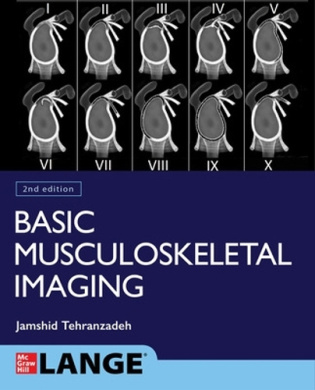 I II III IV V
VI VII VIII IX X
2nd edition
BASIC
MUSCULOSKELETAL
IMAGING
Jamshid Tehranzadeh
Mc
Graw
Hill
LANGE®